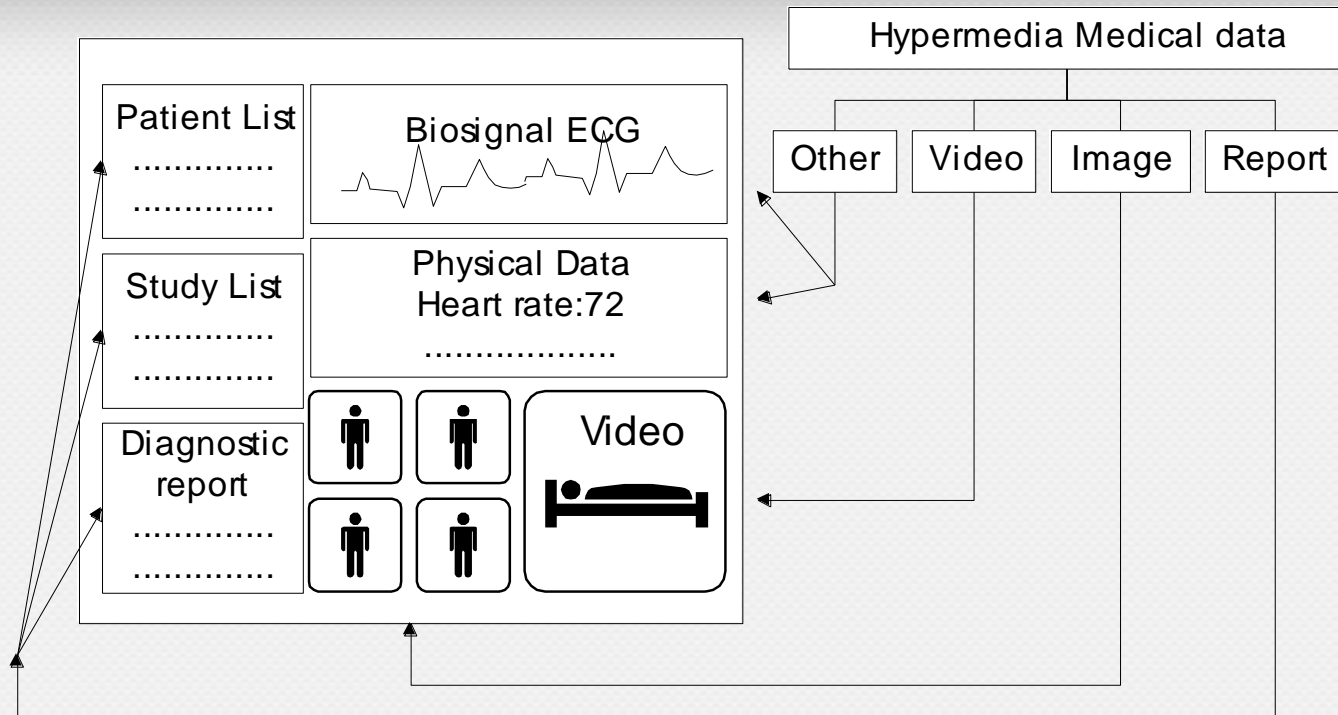 Hypermedia Medical data
Other
Video
Image
Report
Patient List
..............
..............
Biosignal ECG
Study List
..............
..............
Physical Data
Heart rate:72
...................
Diagnostic
report
..............
..............
Video